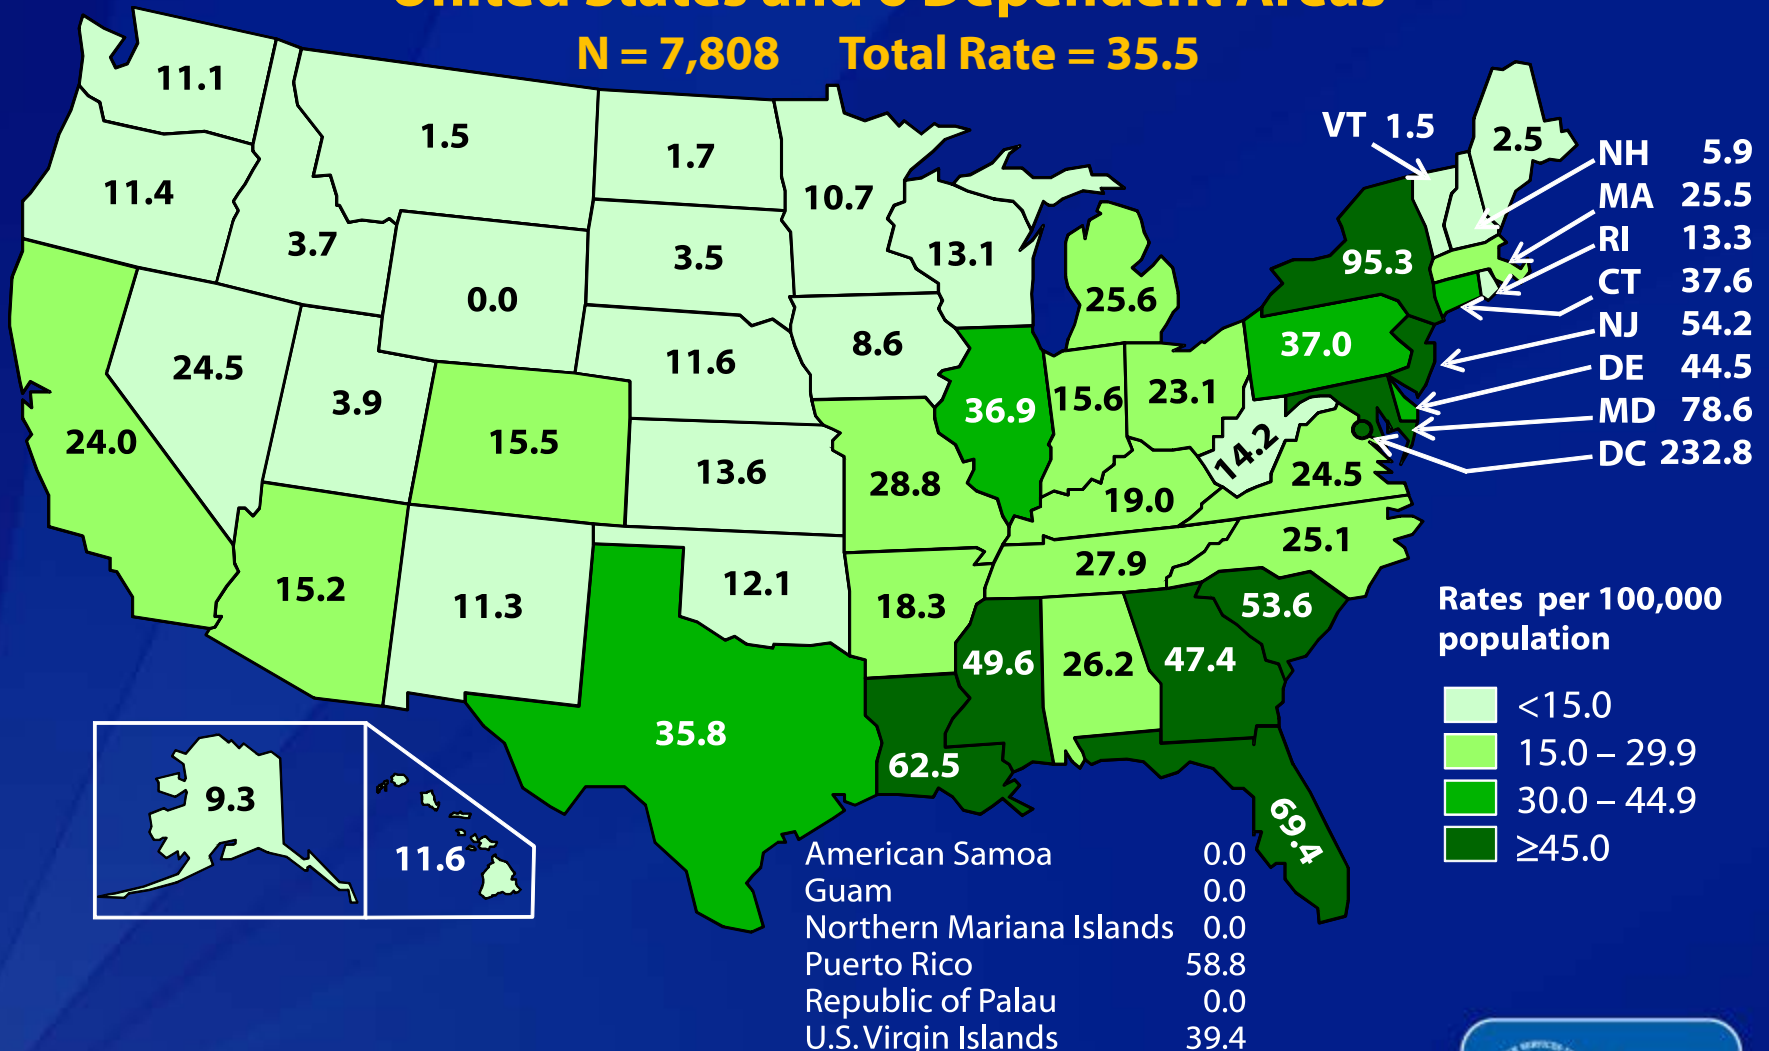 United States and 6 Dependent Areas
N = 7,808 Total Rate = 35.5
11.1
1.5
1.7
10.7
VT 1.5
2.5
NH 5.9
11.4
3.7
3.5
13.1
MA 25.5
0.0
25.6
95.3
RI 13.3
CT 37.6
24.5
3.9
11.6
8.6
37.0
NJ 54.2
24.0
15.5
36.9
15.6
23.1
DE 44.5
MD 78.6
13.6
28.8
19.0
14.2
24.5
DC 232.8
15.2
11.3
12.1
18.3
27.9
25.1
53.6
35.8
62.5
49.6
26.2
47.4
69.4
Rates per 100,000
population
<15.0
15.0 – 29.9
30.0 – 44.9
≥45.0
9.3
11.6
American Samoa 0.0
Guam 0.0
Northern Mariana Islands 0.0
Puerto Rico 58.8
Republic of Palau 0.0
U.S. Virgin Islands 39.4